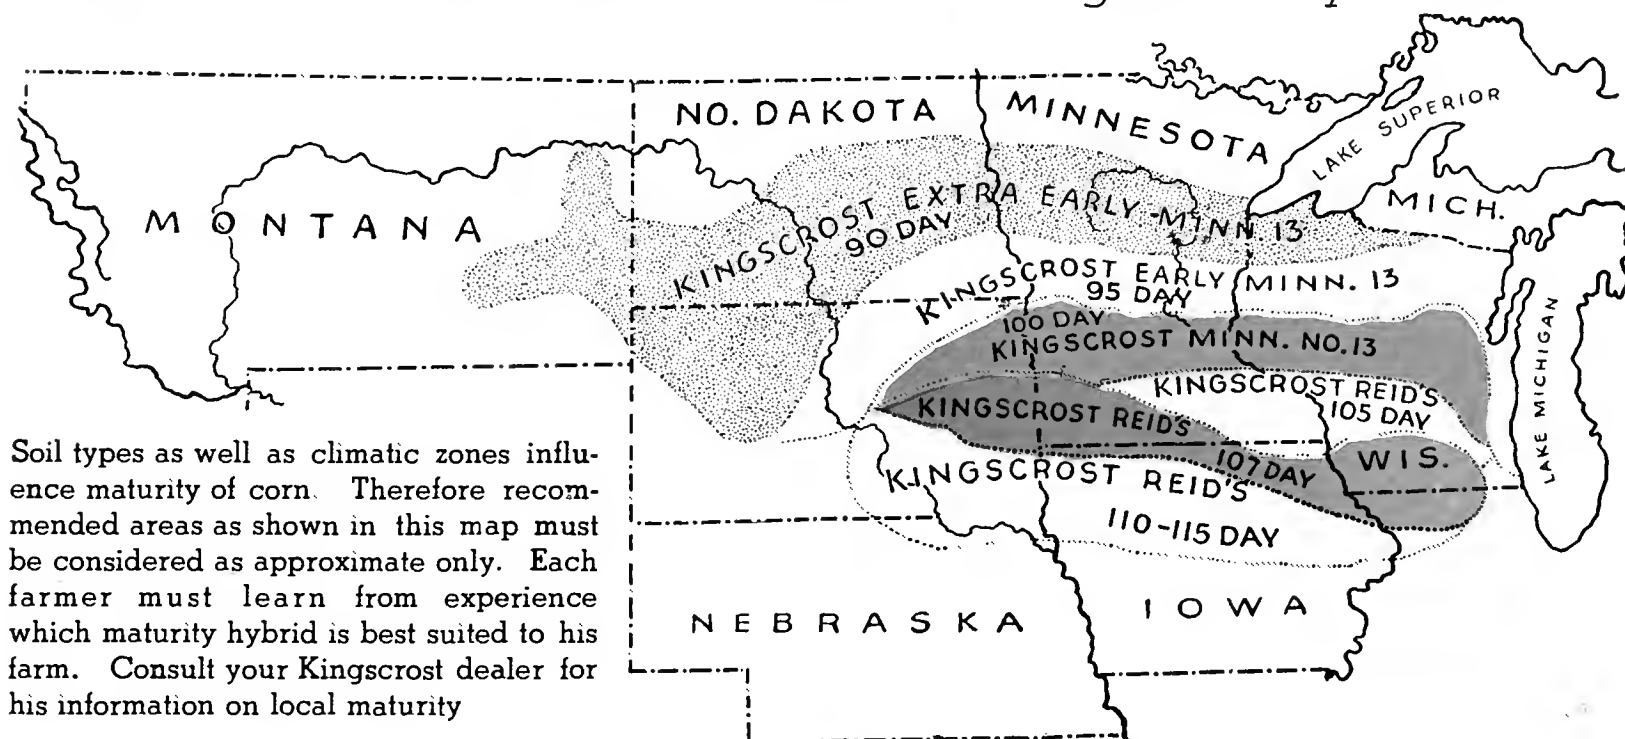 NO. DAKOTA
MINNESOTA
LAKE SUPERIOR
MICH.
MONTANA
KINGSCROST EXTRA EARLY-MINN. 13
90 DAY
KINGSCROST EARLY MINN. 13
95 DAY
100 DAY
KINGSCROST MINN. NO. 13
KINGSCROST REID'S
105 DAY
KINGSCROST REID'S
107 DAY
WIS.
LAKE MICHIGAN
KINGSCROST REID'S
110-115 DAY
NEBRASKA
IOWA
Soil types as well as climatic zones influ-
ence maturity of corn. Therefore recom-
mended areas as shown in this map must
be considered as approximate only. Each
farmer must learn from experience
which maturity hybrid is best suited to his
farm. Consult your Kingscrost dealer for
his information on local maturity